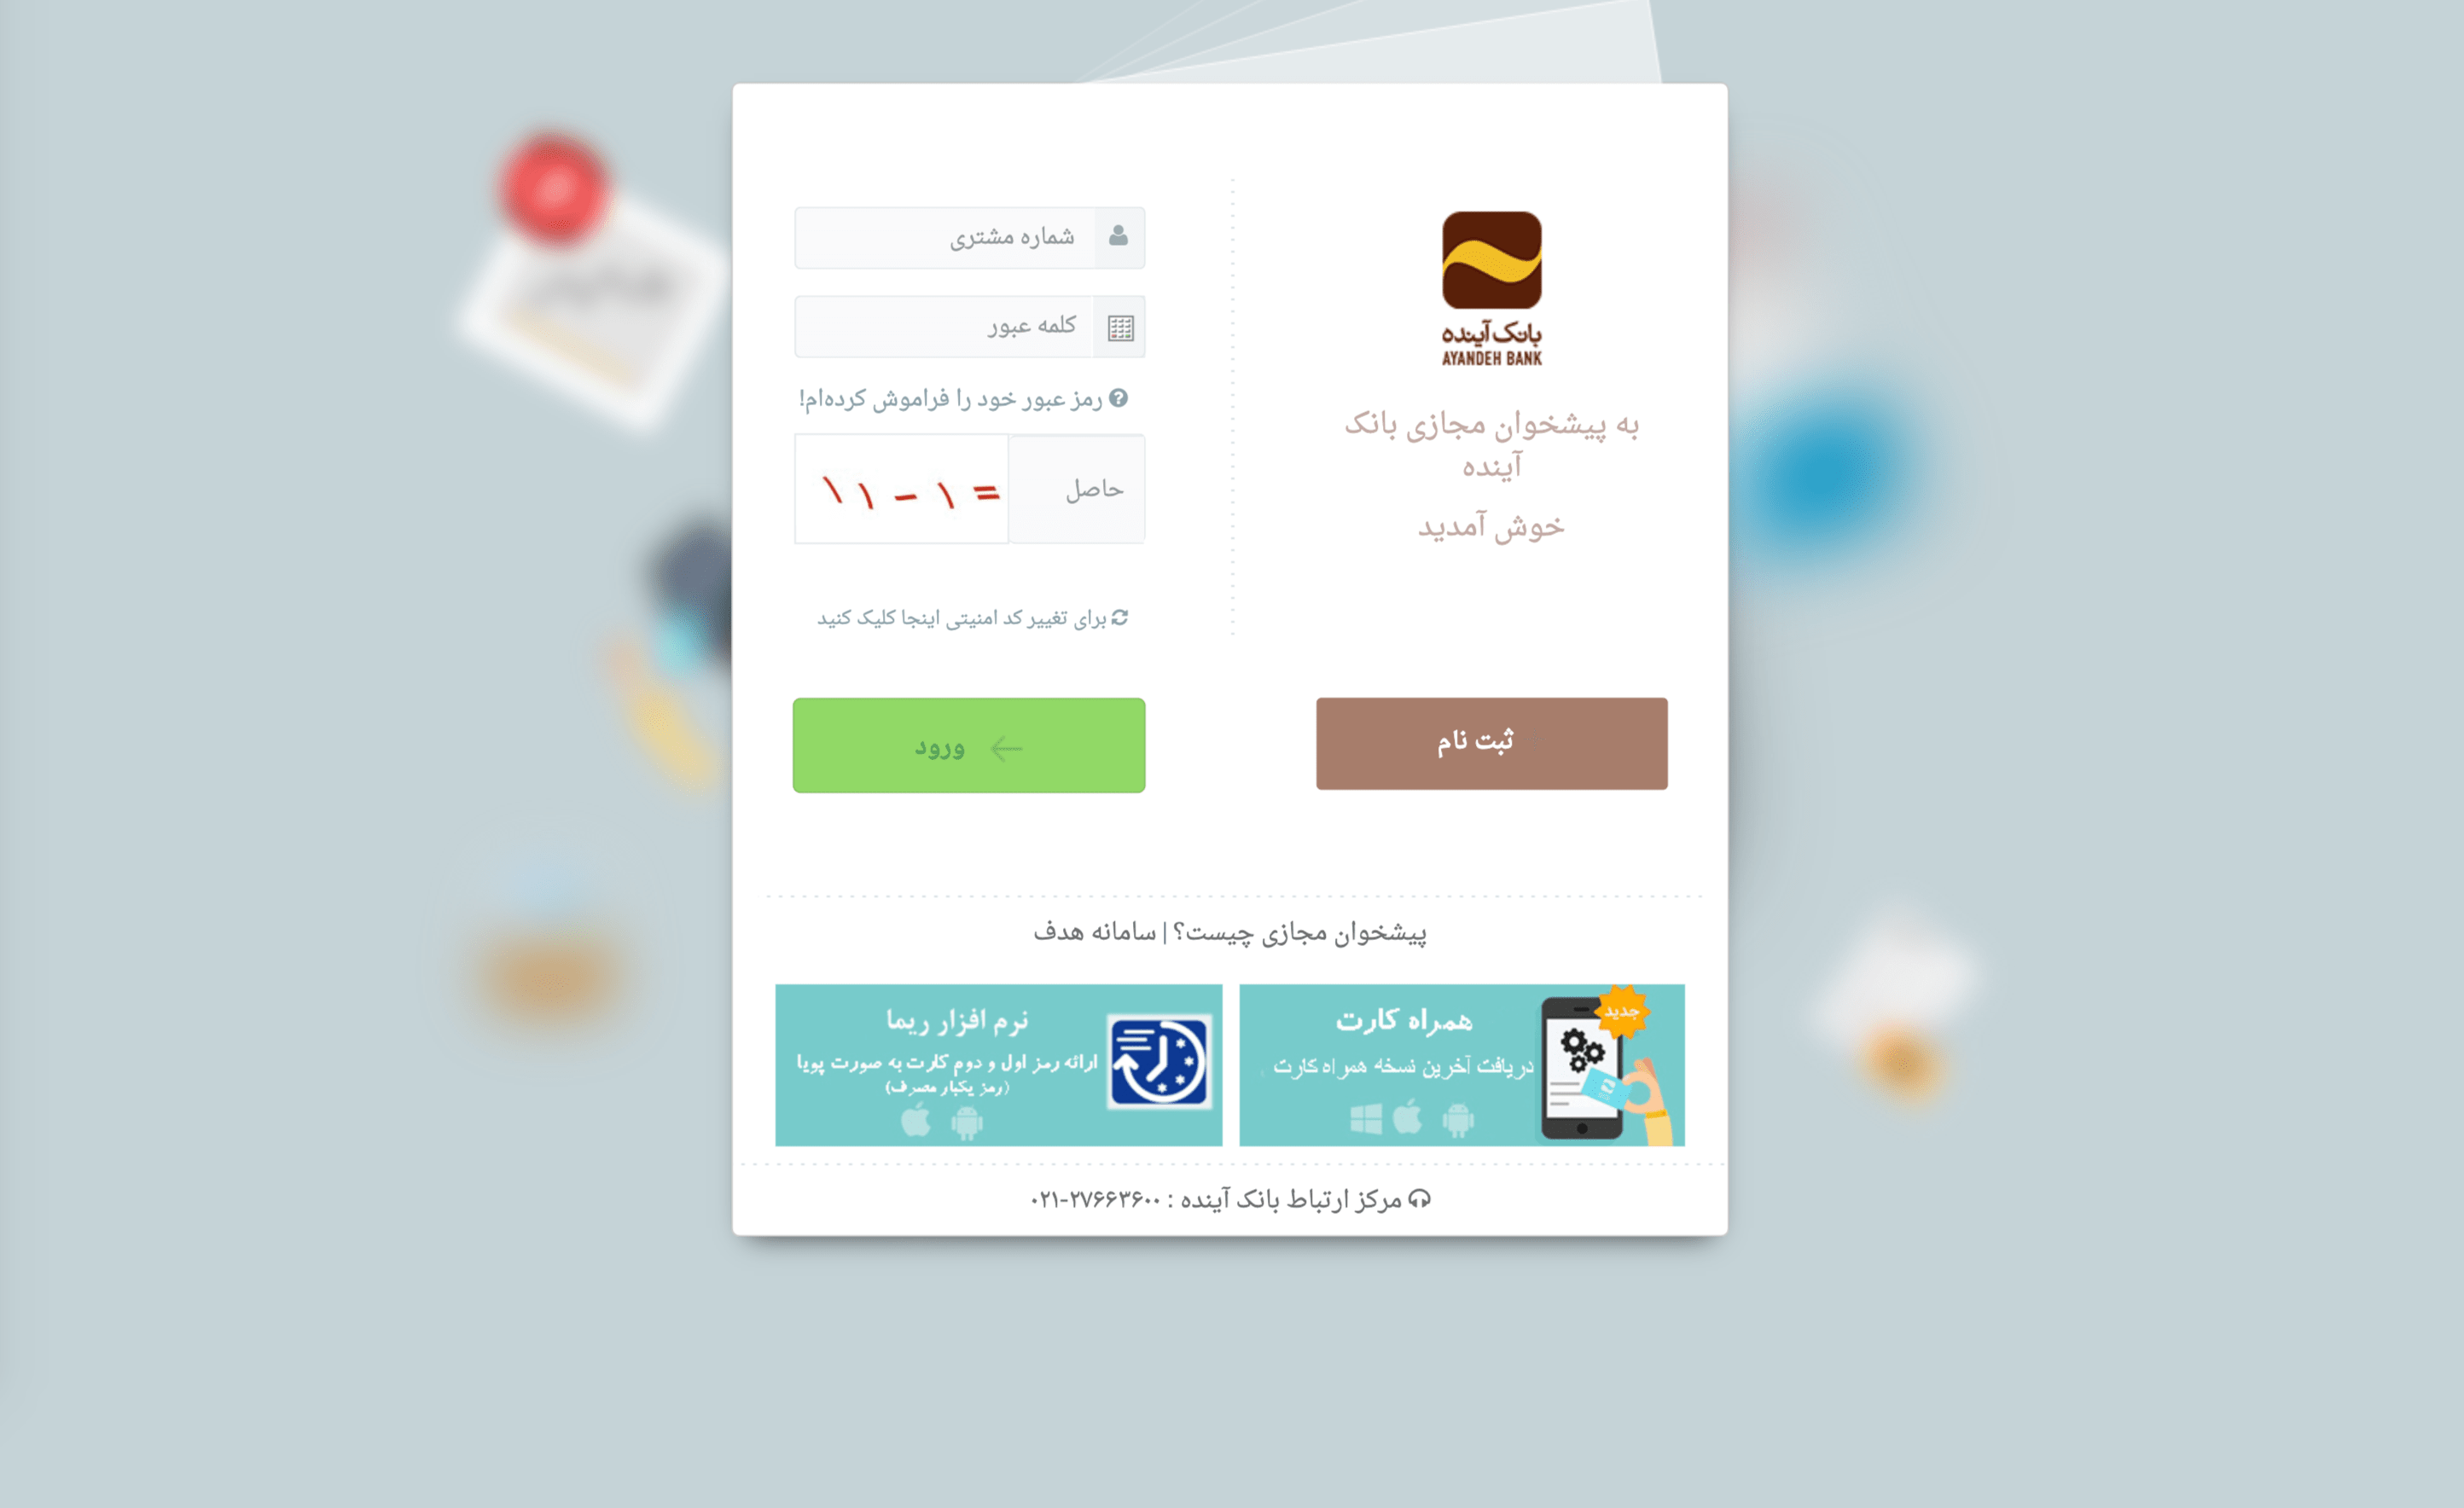 بانک آینده
AYANDEH BANK
به پیشخوان مجازی بانک
آینده
خوش آمدید
شماره مشتری
کلمه عبور
رمز عبور خود را فراموش کرده‌ام!
حاصل
۱۱ - ۱ =
برای تغییر کد امنیتی اینجا کلیک کنید
ثبت نام
ورود
پیشخوان مجازی چیست؟ | سامانه هدف
جدید
همراه کارت
دریافت آخرین نسخه همراه کارت
نرم افزار ریما
ارائه رمز اول و دوم کارت به صورت پویا
(رمز یکبار مصرف)
مرکز ارتباط بانک آینده : ۲۷۶۶۳۶۰۰-۰۲۱